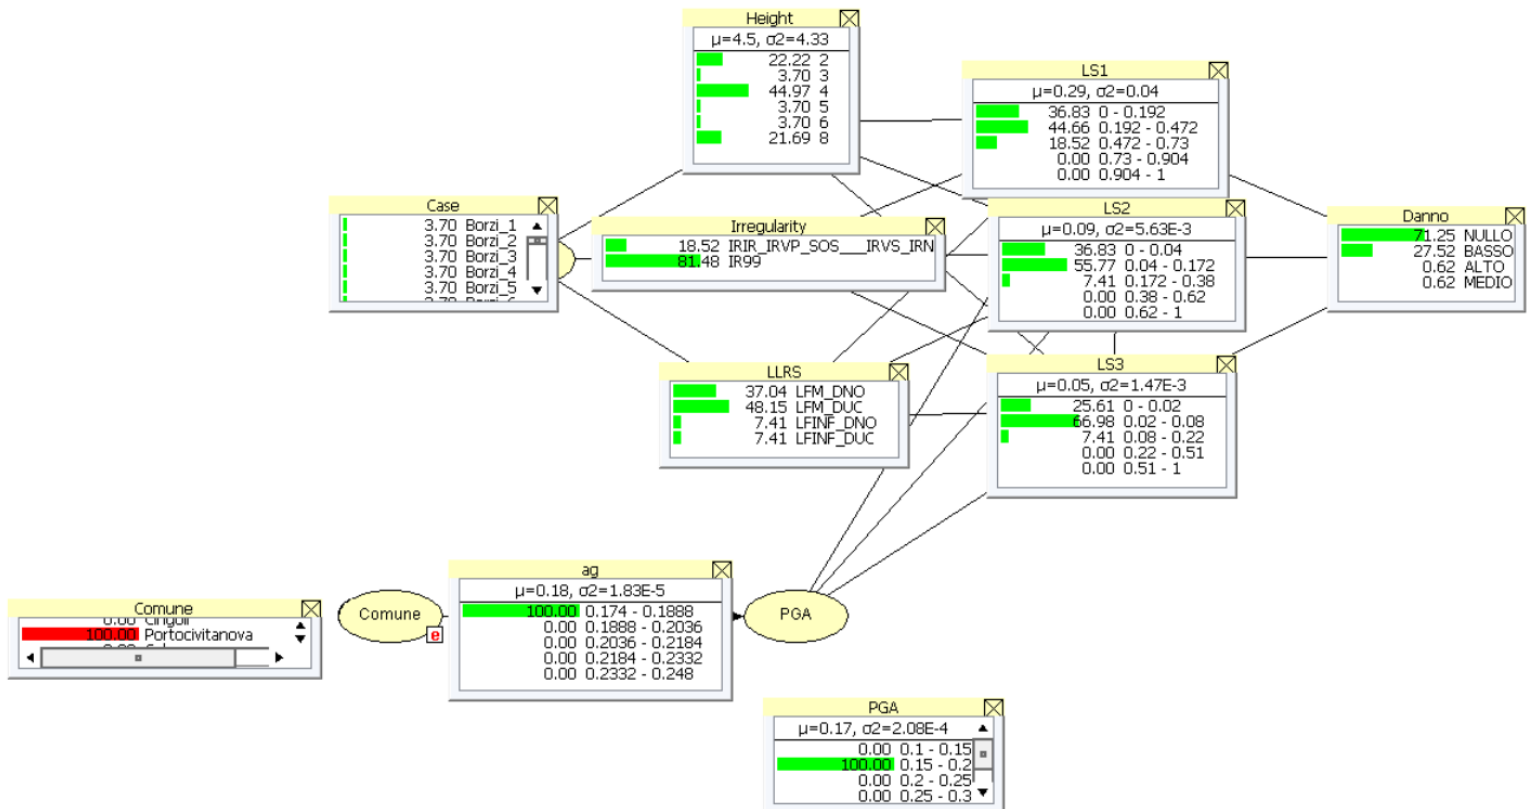 Height
μ=4.5, σ2=4.33
22.22 2
3.70 3
44.97 4
3.70 5
3.70 6
21.69 8
LS1
μ=0.29, σ2=0.04
36.83 0 - 0.192
44.66 0.192 - 0.472
18.52 0.472 - 0.73
0.00 0.73 - 0.904
0.00 0.904 - 1
Case
3.70 Borzi_1
3.70 Borzi_2
3.70 Borzi_3
3.70 Borzi_4
3.70 Borzi_5
Irregularity
18.52 IRIR_IRVP_SOS___IRVS_IRN
81.48 IR99
LS2
μ=0.09, σ2=5.63E-3
36.83 0 - 0.04
55.77 0.04 - 0.172
7.41 0.172 - 0.38
0.00 0.38 - 0.62
0.00 0.62 - 1
Danno
71.25 NULLO
27.52 BASSO
0.62 ALTO
0.62 MEDIO
LLRS
37.04 LFM_DNO
48.15 LFM_DUC
7.41 LFINF_DNO
7.41 LFINF_DUC
LS3
μ=0.05, σ2=1.47E-3
25.61 0 - 0.02
66.98 0.02 - 0.08
7.41 0.08 - 0.22
0.00 0.22 - 0.51
0.00 0.51 - 1
Comune
0.00 Cingoli
100.00 Portocivitanova
Comune
e
ag
μ=0.18, σ2=1.83E-5
100.00 0.174 - 0.1888
0.00 0.1888 - 0.2036
0.00 0.2036 - 0.2184
0.00 0.2184 - 0.2332
0.00 0.2332 - 0.248
PGA
PGA
μ=0.17, σ2=2.08E-4
0.00 0.1 - 0.15
100.00 0.15 - 0.2
0.00 0.2 - 0.25
0.00 0.25 - 0.3